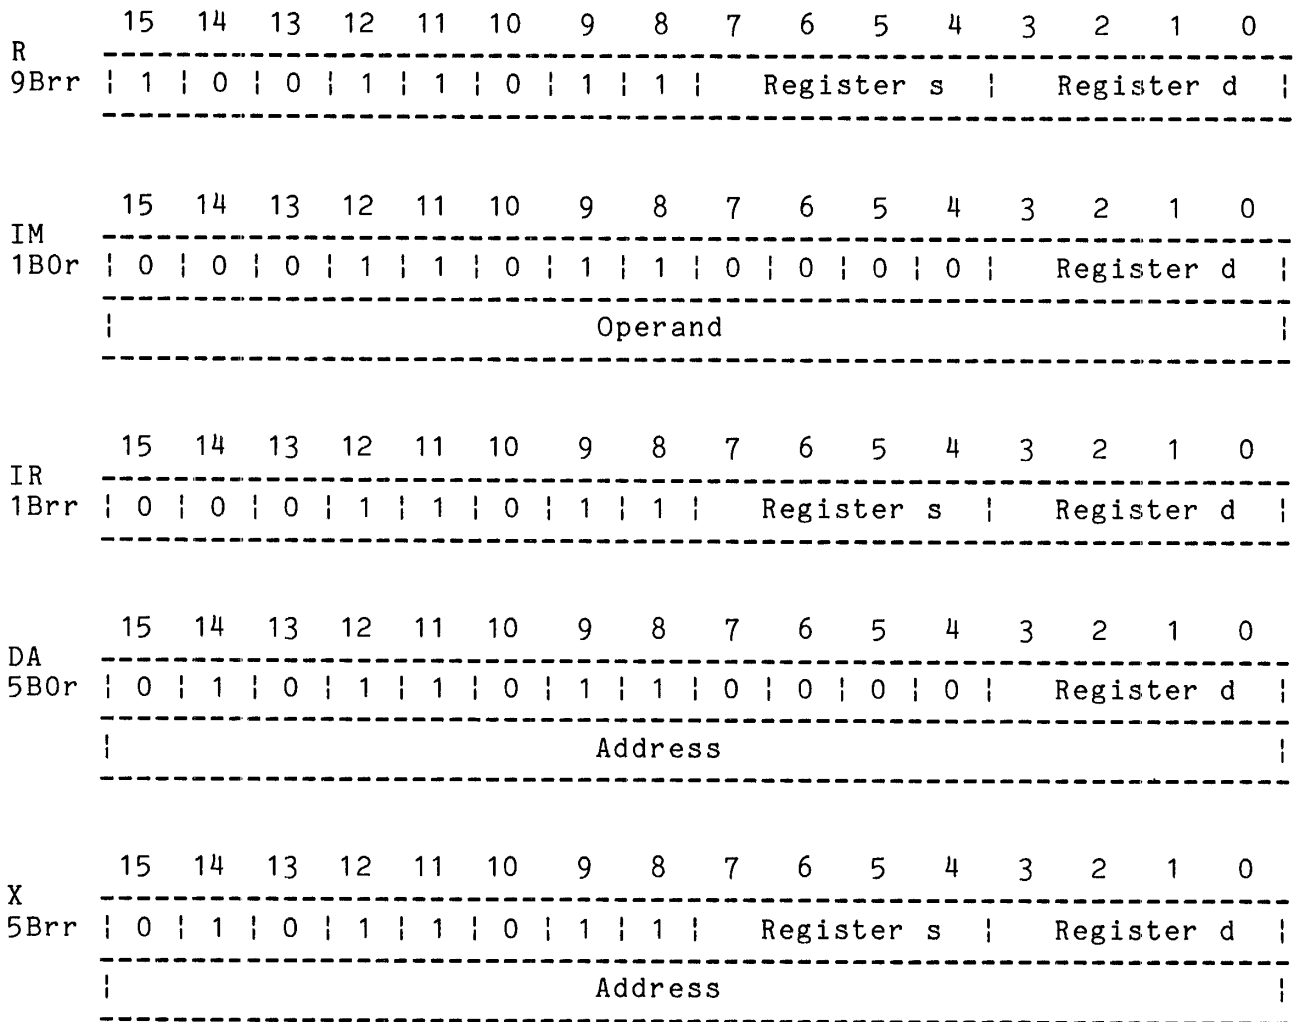 15 14 13 12 11 10 9 8 7 6 5 4 3 2 1 0
R
9Brr ¦ 1 ¦ 0 ¦ 0 ¦ 1 ¦ 1 ¦ 0 ¦ 1 ¦ 1 ¦ Register s ¦ Register d ¦
15 14 13 12 11 10 9 8 7 6 5 4 3 2 1 0
IM
1B0r ¦ 0 ¦ 0 ¦ 0 ¦ 1 ¦ 1 ¦ 0 ¦ 1 ¦ 1 ¦ 0 ¦ 0 ¦ 0 ¦ 0 ¦ Register d ¦
¦ Operand ¦
15 14 13 12 11 10 9 8 7 6 5 4 3 2 1 0
IR
1Brr ¦ 0 ¦ 0 ¦ 0 ¦ 1 ¦ 1 ¦ 0 ¦ 1 ¦ 1 ¦ Register s ¦ Register d ¦
15 14 13 12 11 10 9 8 7 6 5 4 3 2 1 0
DA
5B0r ¦ 0 ¦ 1 ¦ 0 ¦ 1 ¦ 1 ¦ 0 ¦ 1 ¦ 1 ¦ 0 ¦ 0 ¦ 0 ¦ 0 ¦ Register d ¦
¦ Address ¦
15 14 13 12 11 10 9 8 7 6 5 4 3 2 1 0
X
5Brr ¦ 0 ¦ 1 ¦ 0 ¦ 1 ¦ 1 ¦ 0 ¦ 1 ¦ 1 ¦ Register s ¦ Register d ¦
¦ Address ¦